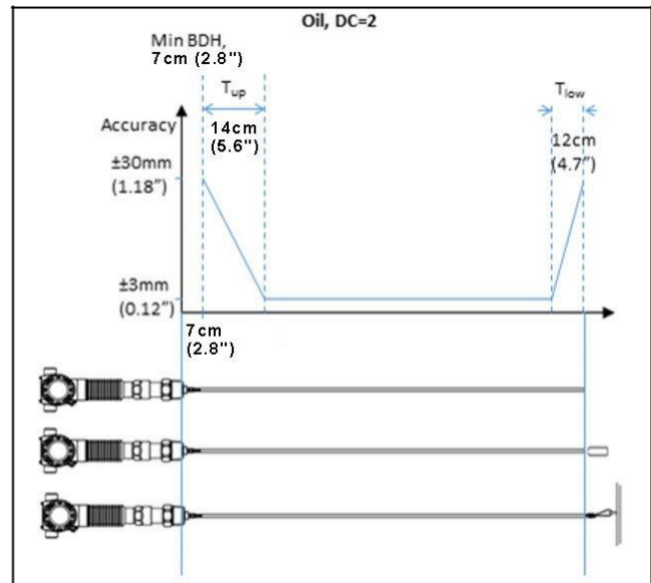 Oil, DC=2
Min BDH,
7cm (2.8")
Tup
Tlow
Accuracy
14cm
(5.6")
12cm
(4.7")
±30mm
(1.18")
±3mm
(0.12")
7cm
(2.8")